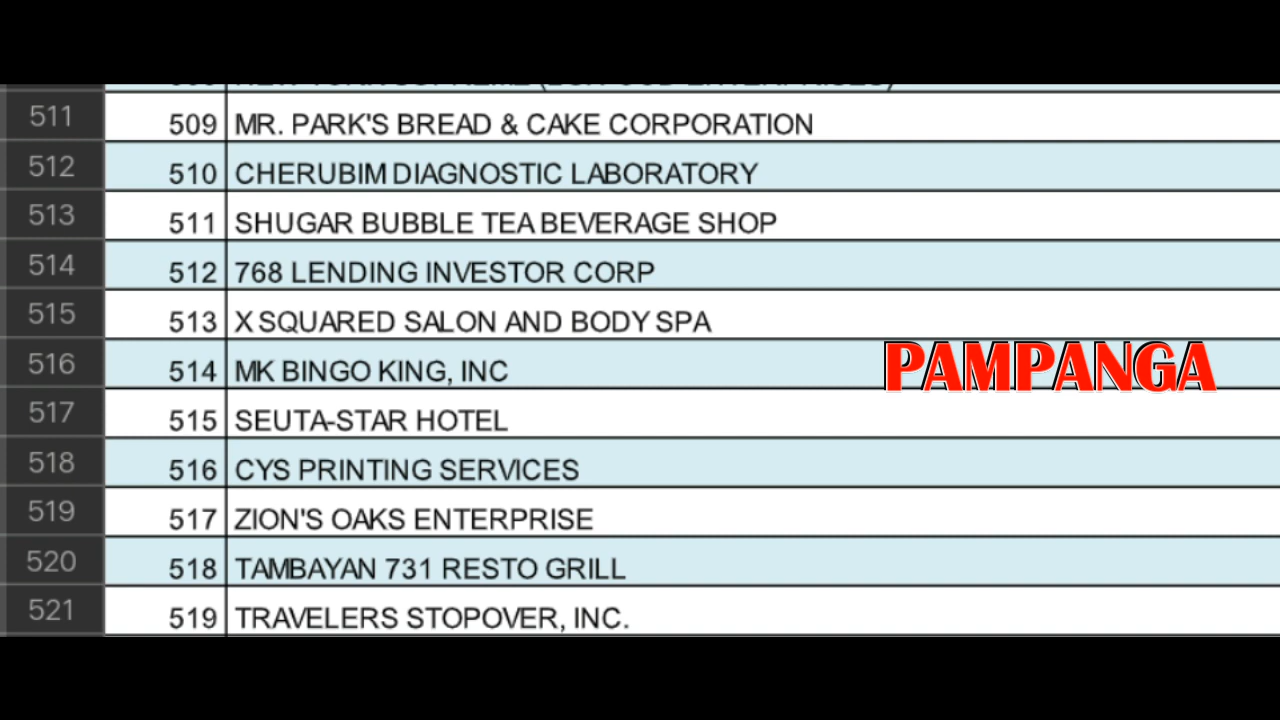 511 509 MR. PARK'S BREAD & CAKE CORPORATION
512 510 CHERUBIM DIAGNOSTIC LABORATORY
513 511 SHUGAR BUBBLE TEA BEVERAGE SHOP
514 512 768 LENDING INVESTOR CORP
515 513 X SQUARED SALON AND BODY SPA
516 514 MK BINGO KING, INC PAMPANGA
517 515 SEUTA-STAR HOTEL
518 516 CYS PRINTING SERVICES
519 517 ZION'S OAKS ENTERPRISE
520 518 TAMBAYAN 731 RESTO GRILL
521 519 TRAVELERS STOPOVER, INC.